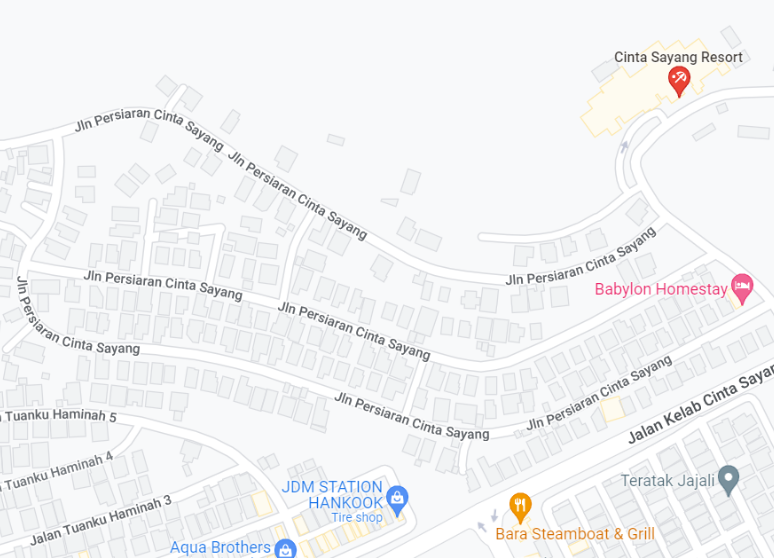 Cinta Sayang Resort
Jln Persiaran Cinta Sayang
Jln Persiaran Cinta Sayang
Jln Persiaran Cinta Sayang
Jln Persiaran Cinta Sayang
Babylon Homestay
Jln Persiaran Cinta Sayang
Jln Persiaran Cinta Sayang
Jln Persiaran Cinta Sayang
Jln Persiaran Cinta Sayang
Jalan Kelab Cinta Sayan
Jln Persiaran Cinta Sayang
Tuanku Haminah 5
Tuanku Haminah 4
Jalan Tuanku Haminah 3
JDM STATION
HANKOOK
Tire shop
Teratak Jajali
Bara Steamboat & Grill
Aqua Brothers